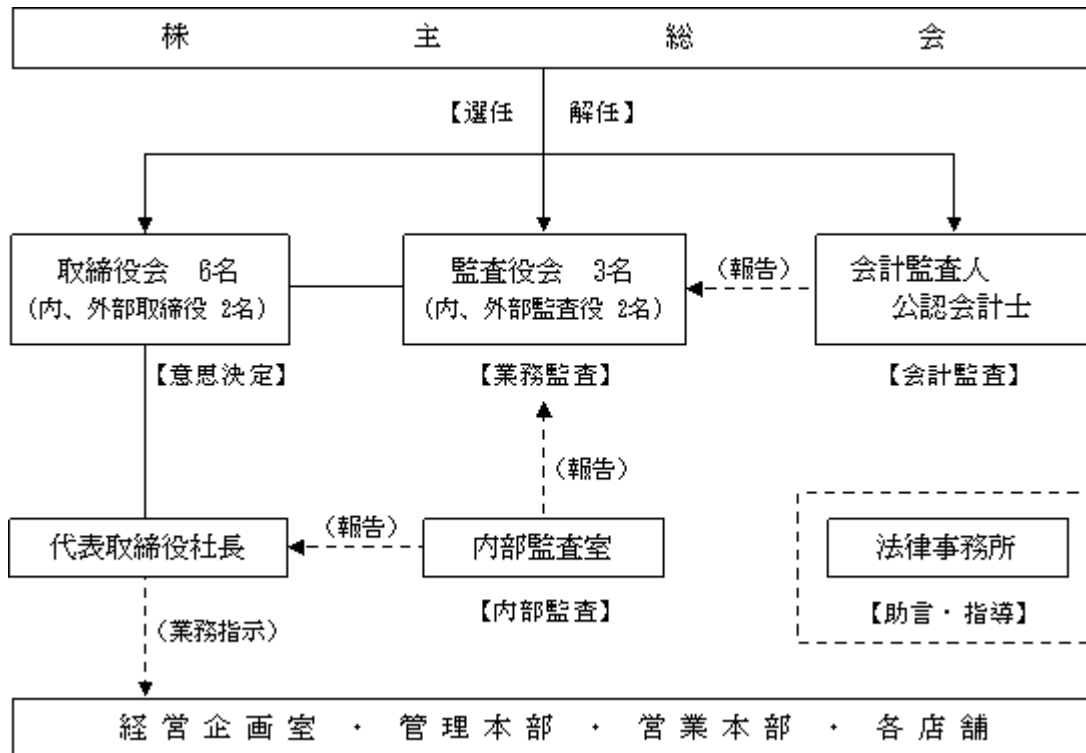 株主総会
【選任 解任】
取締役会 6名
(内、外部取締役 2名)
監査役会 3名
(内、外部監査役 2名)
(報告)
会計監査人
公認会計士
【意思決定】
【業務監査】
【会計監査】
(報告)
代表取締役社長
(報告)
内部監査室
法律事務所
【内部監査】
【助言・指導】
(業務指示)
経営企画室 ・ 管理本部 ・ 営業本部 ・ 各店舗